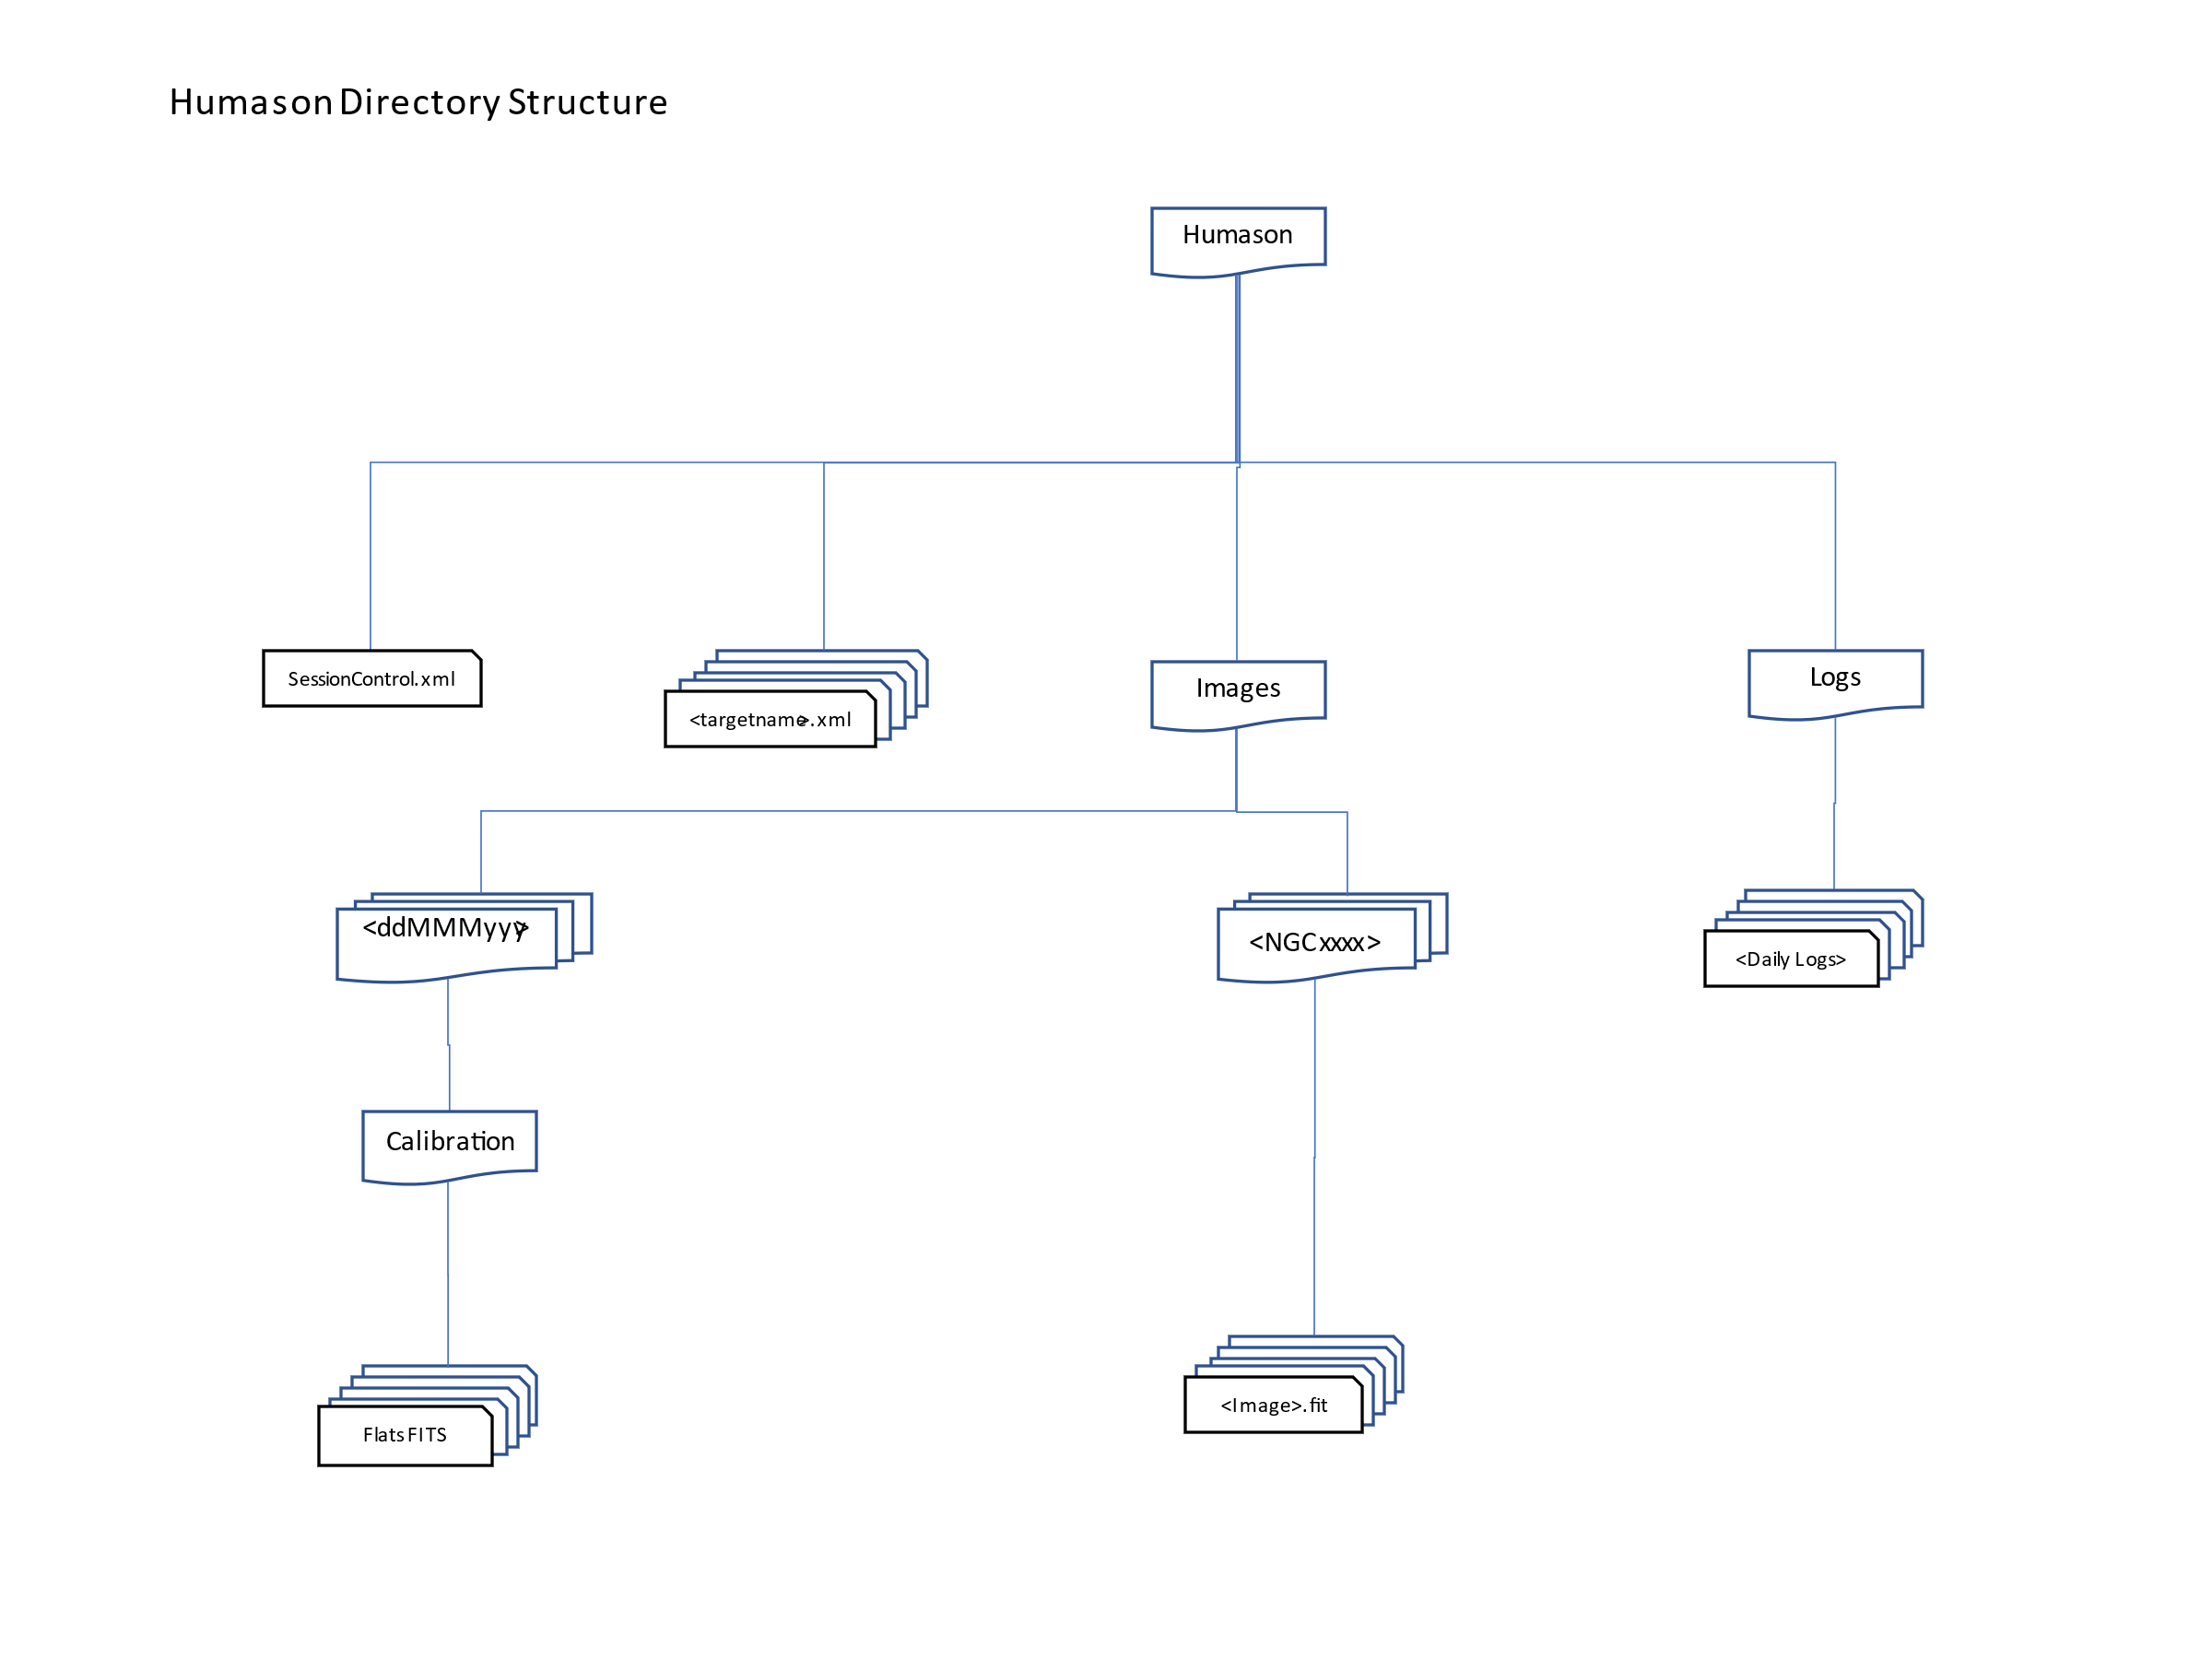 Humason Directory Structure
Humason
SessionControl.xml
<targetname>.xml
Images
Logs
<ddMMMyyy>
<NGCxxxx>
<Daily Logs>
Calibration
<Image>.fit
Flats FITS